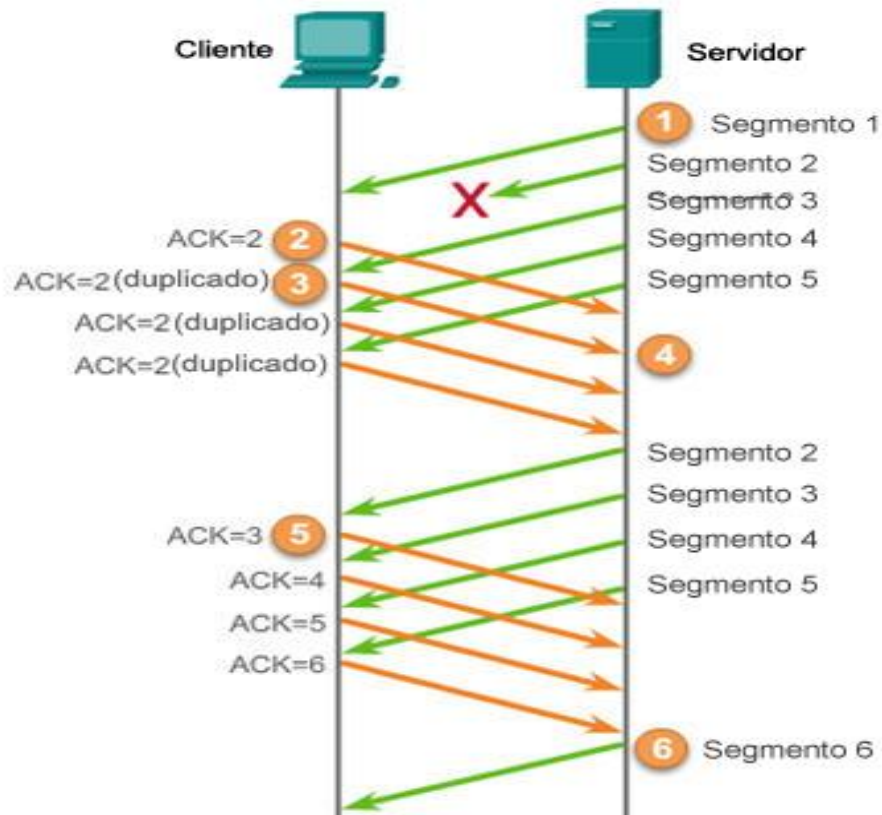 Cliente
Servidor
1 Segmento 1
Segmento 2
Segmento 3
ACK=2 2
Segmento 4
ACK=2(duplicado) 3
Segmento 5
ACK=2(duplicado)
4
ACK=2(duplicado)
Segmento 2
Segmento 3
ACK=3 5
Segmento 4
ACK=4
Segmento 5
ACK=5
ACK=6
6 Segmento 6